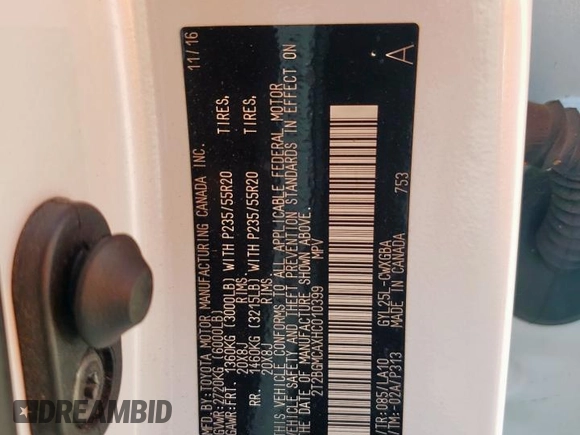 MFD.BY: TOYOTA MOTOR MANUFACTURING CANADA INC. 11/16
GVWR:2720KG (6000LB)
GAWR:FRT. 1360KG (3000LB) WITH P235/55R20 TIRES,
20X8J RIMS,
RR. 1460KG (3210LB) WITH P235/55R20 TIRES,
20X8J RIMS,
THIS VEHICLE CONFORMS TO ALL APPLICABLE FEDERAL MOTOR
VEHICLE SAFETY AND THEFT PREVENTION STANDARDS IN EFFECT ON
THE DATE OF MANUFACTURE SHOWN ABOVE.
2T2BGMCAXHC010399 MPV
A
/TR:085/LA10 GYL25L-CWXGBA
TM:-02A/P313 MADE IN CANADA 753
DREAMBID